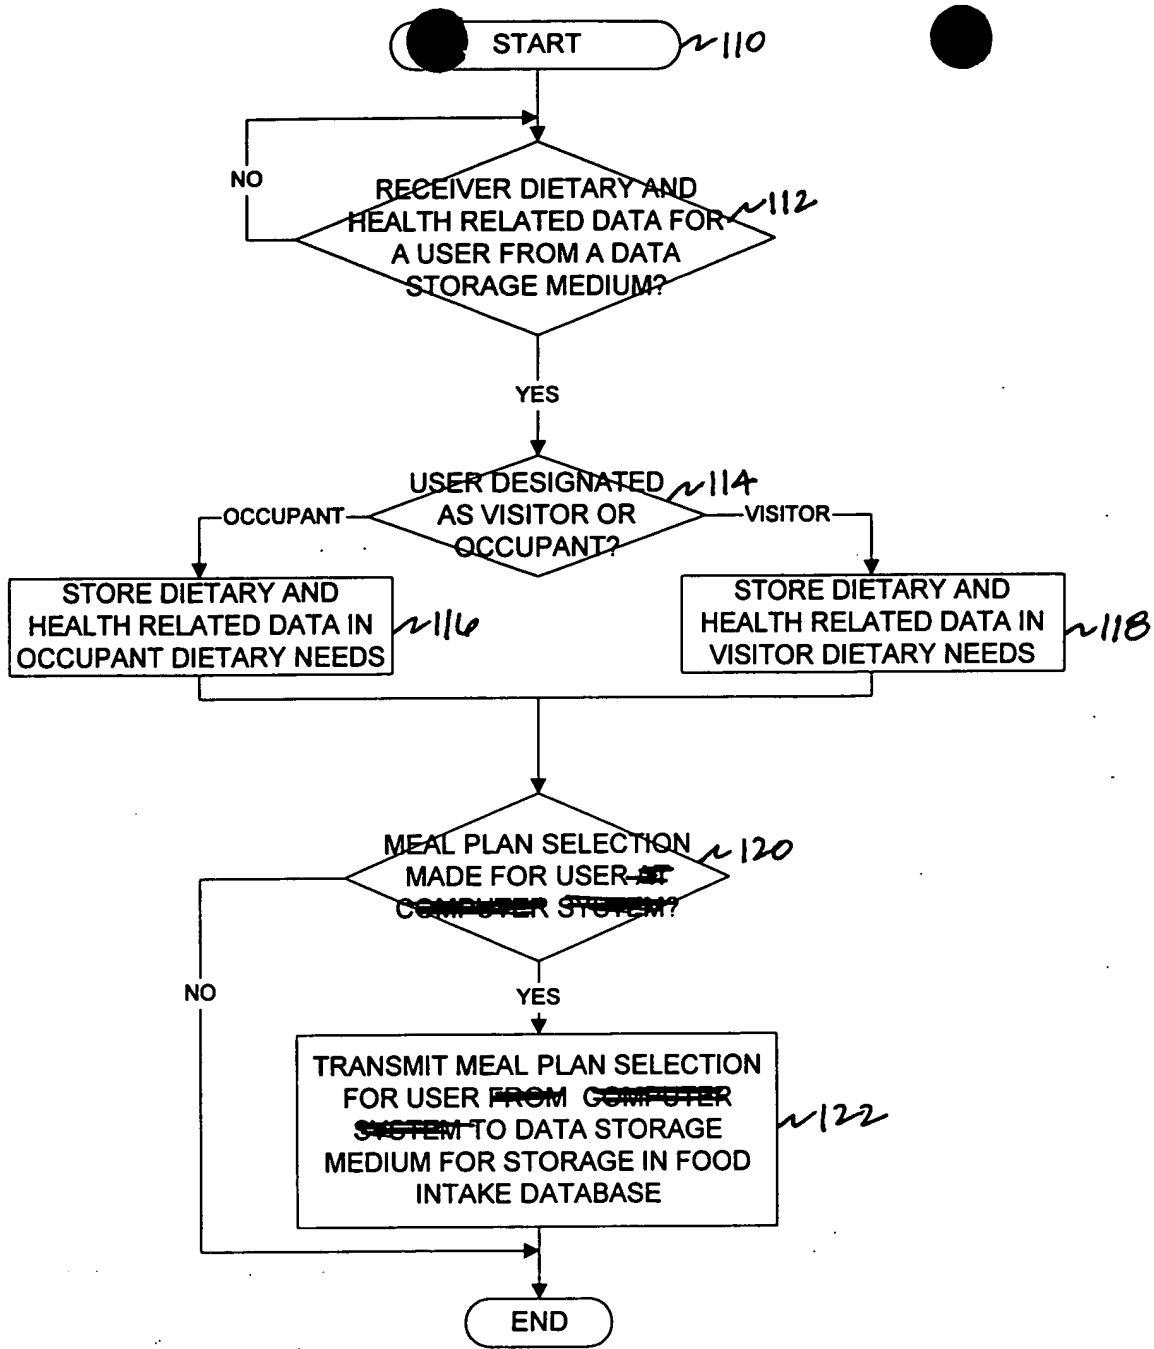 START
110
NO
RECEIVER DIETARY AND
HEALTH RELATED DATA FOR
A USER FROM A DATA
STORAGE MEDIUM?
112
YES
USER DESIGNATED
AS VISITOR OR
OCCUPANT?
114
OCCUPANT
VISITOR
STORE DIETARY AND
HEALTH RELATED DATA IN
OCCUPANT DIETARY NEEDS
116
STORE DIETARY AND
HEALTH RELATED DATA IN
VISITOR DIETARY NEEDS
118
MEAL PLAN SELECTION
MADE FOR USER AT
COMPUTER SYSTEM?
120
NO
YES
TRANSMIT MEAL PLAN SELECTION
FOR USER FROM COMPUTER
SYSTEM TO DATA STORAGE
MEDIUM FOR STORAGE IN FOOD
INTAKE DATABASE
122
END